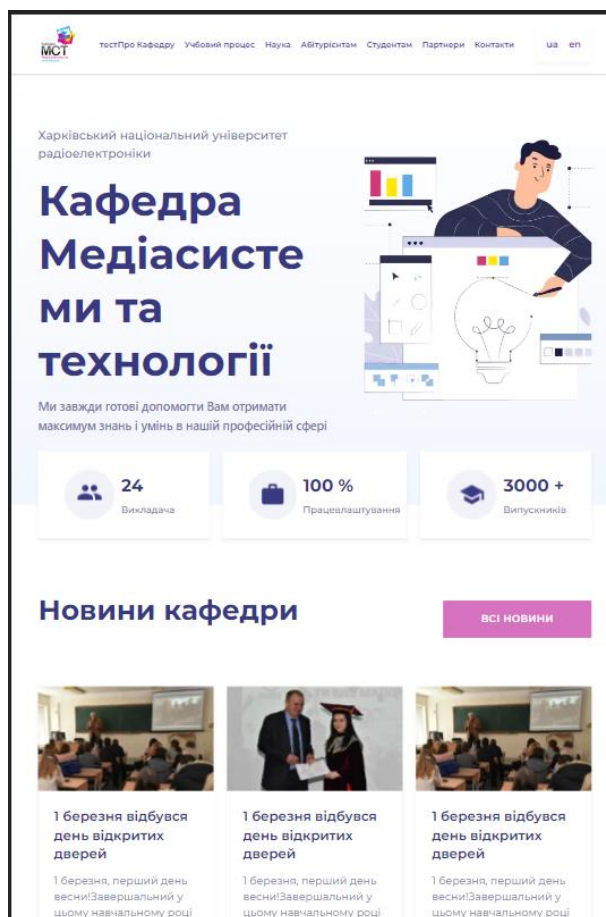 МСТ
тестПро Кафедру Учбовий процес Наука Абітурієнтам Студентам Партнери Контакти ua en
Харківський національний університет
радіоелектроніки
Кафедра
Медіасисте
ми та
технології
Ми завжди готові допомогти Вам отримати
максимум знань і умінь в нашій професійній сфері
24
Викладача
100 %
Працевлаштування
3000 +
Випускників
Новини кафедри
ВСІ НОВИНИ
1 березня відбувся
день відкритих
дверей
1 березня, перший день
весни!Завершальний у
цьому навчальному році
1 березня відбувся
день відкритих
дверей
1 березня, перший день
весни!Завершальний у
цьому навчальному році
1 березня відбувся
день відкритих
дверей
1 березня, перший день
весни!Завершальний у
цьому навчальному році